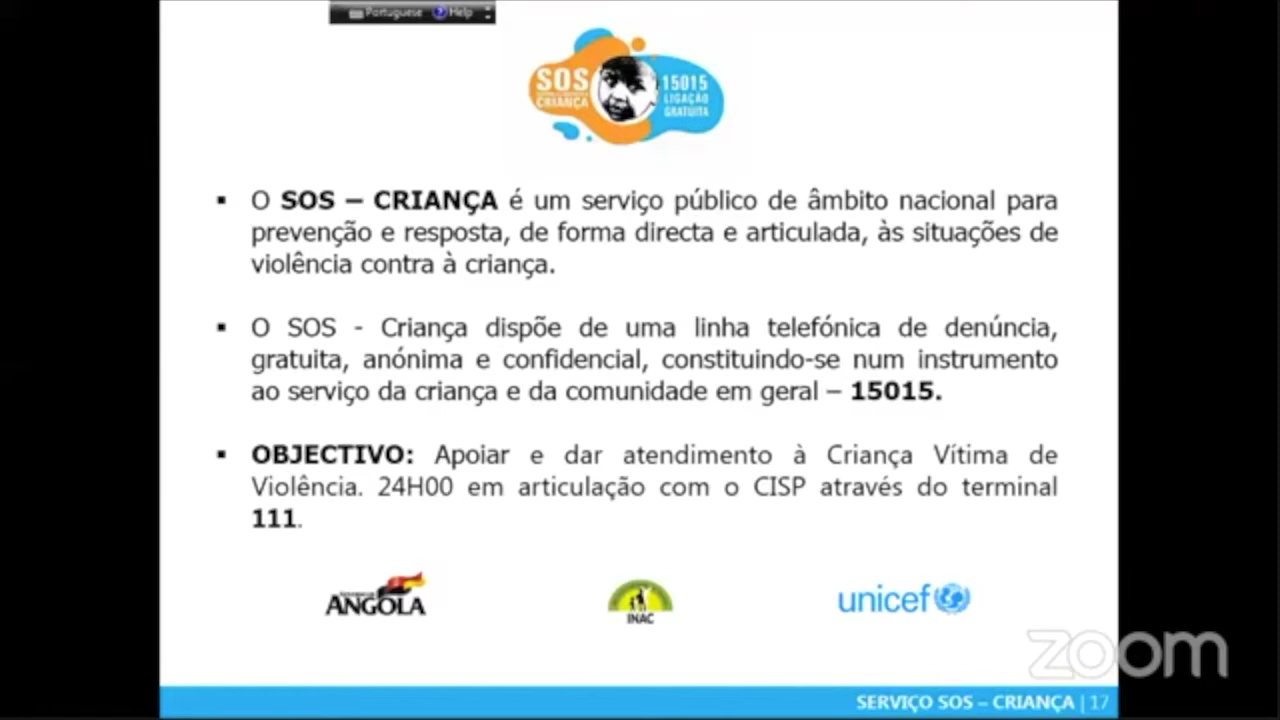 Portuguese Help
SOS
CRIANÇA
15015
LIGAÇÃO
GRATUITA
▪ O SOS – CRIANÇA é um serviço público de âmbito nacional para
prevenção e resposta, de forma directa e articulada, às situações de
violência contra à criança.
▪ O SOS - Criança dispõe de uma linha telefónica de denúncia,
gratuita, anónima e confidencial, constituindo-se num instrumento
ao serviço da criança e da comunidade em geral – 15015.
▪ OBJECTIVO: Apoiar e dar atendimento à Criança Vítima de
Violência. 24H00 em articulação com o CISP através do terminal
111.
ANGOLA
INAC
unicef
zoom
SERVIÇO SOS – CRIANÇA | 17